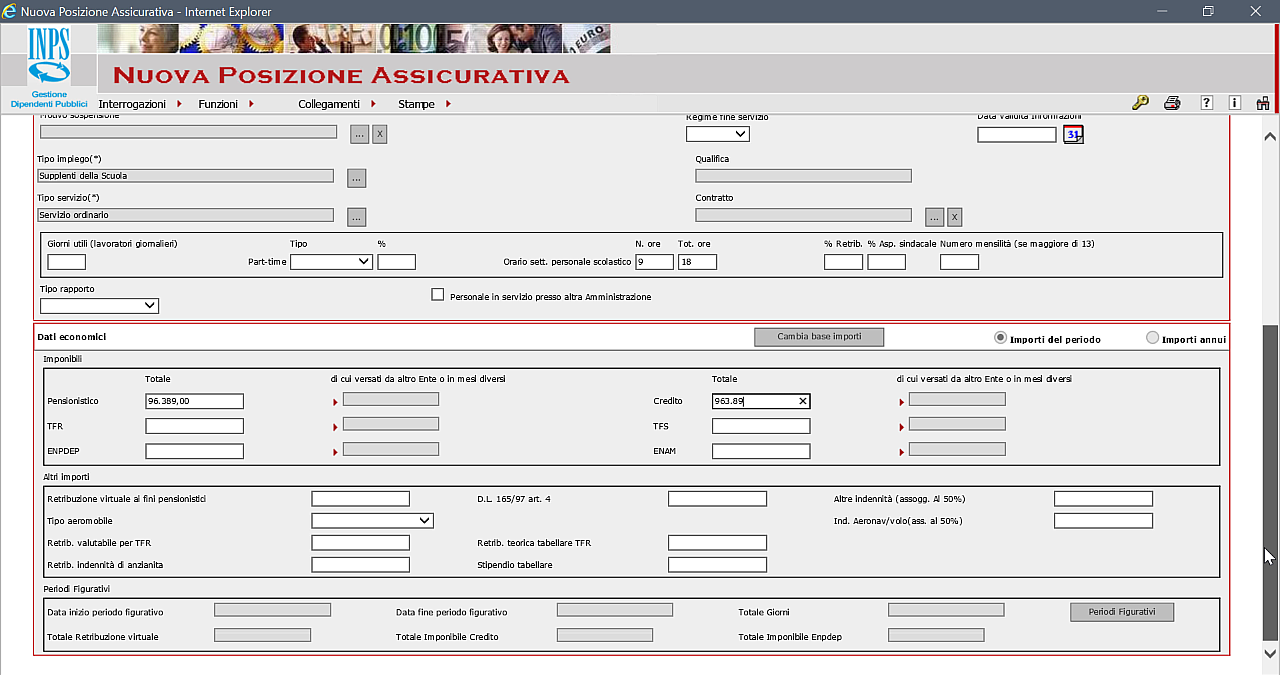 Nuova Posizione Assicurativa - Internet Explorer
INPS
Gestione
Dipendenti Pubblici
NUOVA POSIZIONE ASSICURATIVA
Interrogazioni Funzioni Collegamenti Stampe
Motivo sospensione Regime fine servizio Data validità informazioni
... X 31
Tipo impiego(*) Qualifica
Supplenti della Scuola ...
Tipo servizio(*) Contratto
Servizio ordinario ... X
Giorni utili (lavoratori giornalieri) Tipo % N. ore Tot. ore % Retrib. % Asp. sindacale Numero mensilità (se maggiore di 13)
Part-time Orario sett. personale scolastico 9 18
Tipo rapporto
Personale in servizio presso altra Amministrazione
Dati economici Cambia base importi Importi del periodo Importi annui
Imponibili
Totale di cui versati da altro Ente o in mesi diversi Totale di cui versati da altro Ente o in mesi diversi
Pensionistico 96.389,00 Credito 963.89
TFR TFS
ENPDEP ENAM
Altri importi
Retribuzione virtuale ai fini pensionistici D.L. 165/97 art. 4 Altre indennità (assogg. Al 50%)
Tipo aeromobile Ind. Aeronav/volo(ass. al 50%)
Retrib. valutabile per TFR Retrib. teorica tabellare TFR
Retrib. indennità di anzianita Stipendio tabellare
Periodi Figurativi
Data inizio periodo figurativo Data fine periodo figurativo Totale Giorni Periodi Figurativi
Totale Retribuzione virtuale Totale Imponibile Credito Totale Imponibile Enpdep